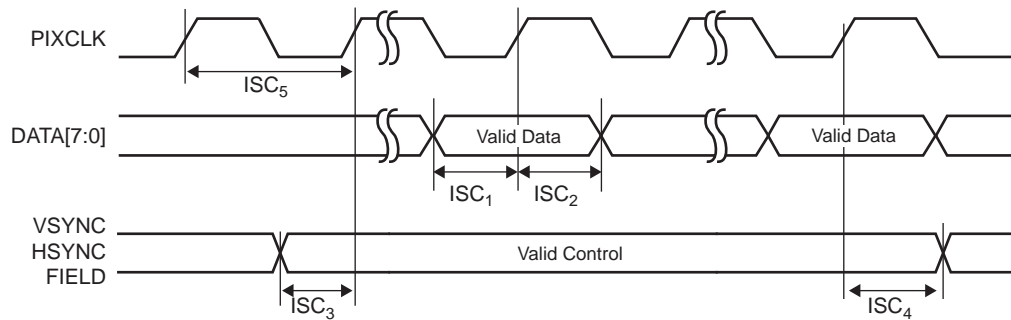 PIXCLK
ISC5
DATA[7:0]
Valid Data
Valid Data
ISC1
ISC2
VSYNC
HSYNC
FIELD
Valid Control
ISC3
ISC4